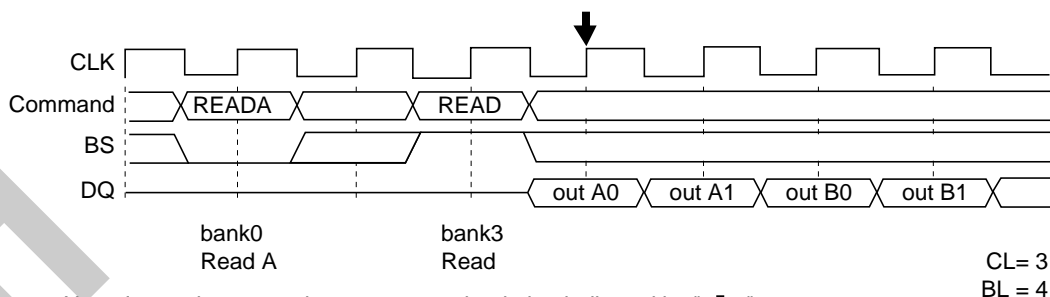 CLK
Command READA READ
BS
DQ out A0 out A1 out B0 out B1
bank0 bank3
Read A Read
CL= 3
BL = 4